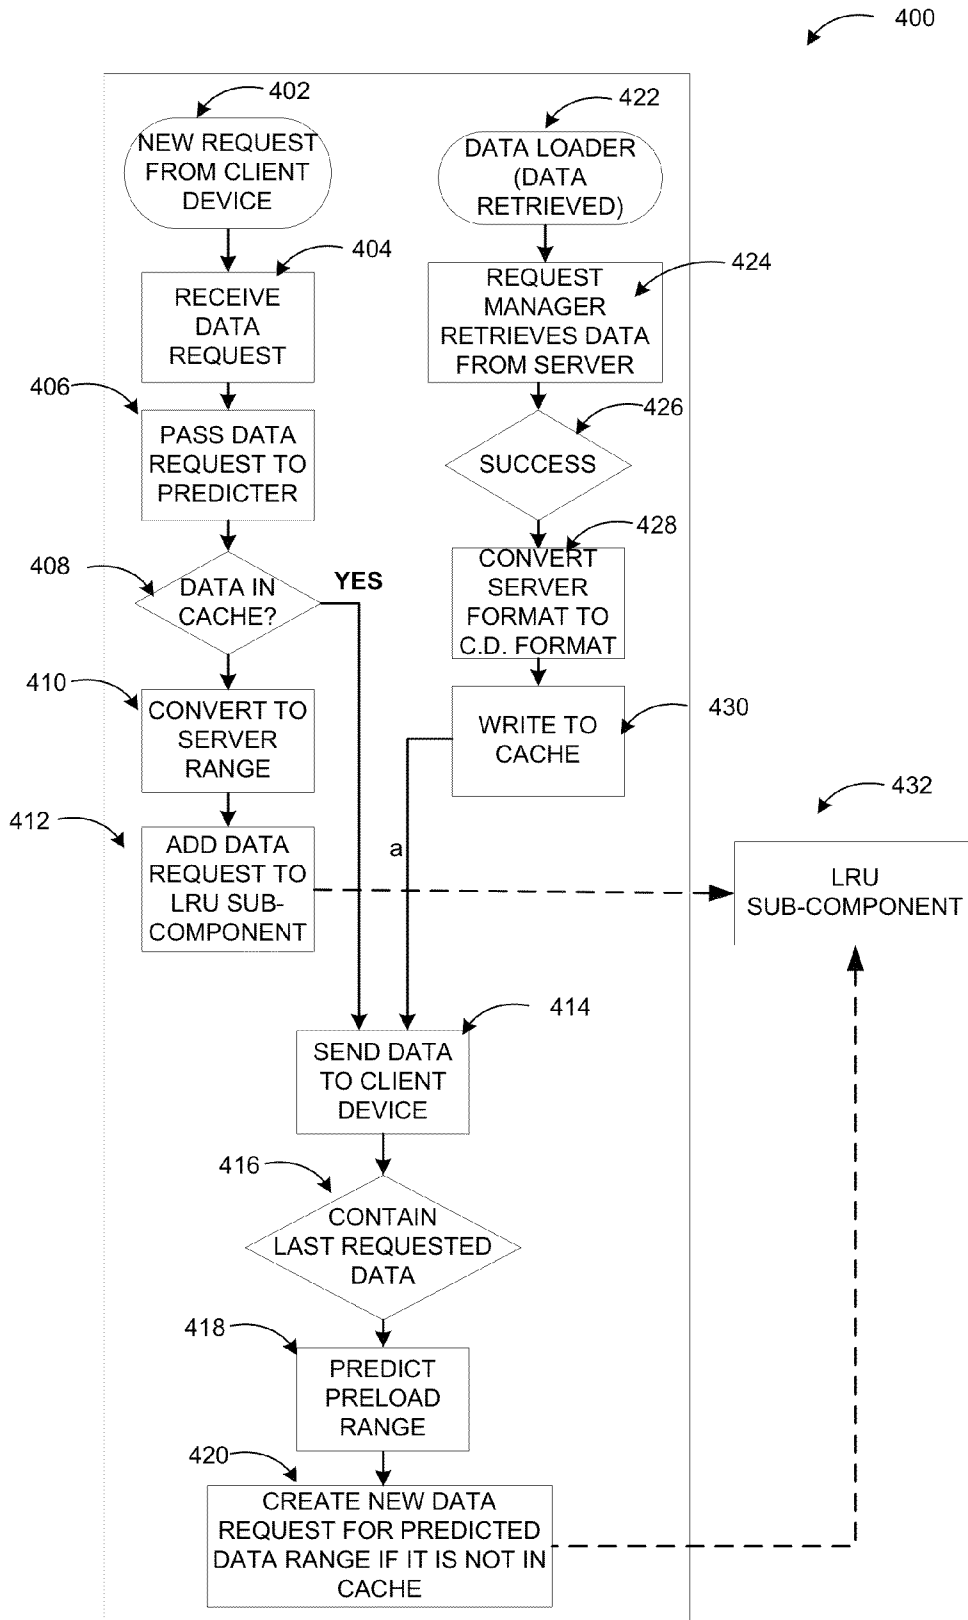 400
402
NEW REQUEST
FROM CLIENT
DEVICE
404
RECEIVE
DATA
REQUEST
406
PASS DATA
REQUEST TO
PREDICTER
408
DATA IN
CACHE?
YES
410
CONVERT TO
SERVER
RANGE
412
ADD DATA
REQUEST TO
LRU SUB-
COMPONENT
422
DATA LOADER
(DATA
RETRIEVED)
424
REQUEST
MANAGER
RETRIEVES DATA
FROM SERVER
426
SUCCESS
428
CONVERT
SERVER
FORMAT TO
C.D. FORMAT
430
WRITE TO
CACHE
a
432
LRU
SUB-COMPONENT
414
SEND DATA
TO CLIENT
DEVICE
416
CONTAIN
LAST REQUESTED
DATA
418
PREDICT
PRELOAD
RANGE
420
CREATE NEW DATA
REQUEST FOR PREDICTED
DATA RANGE IF IT IS NOT IN
CACHE